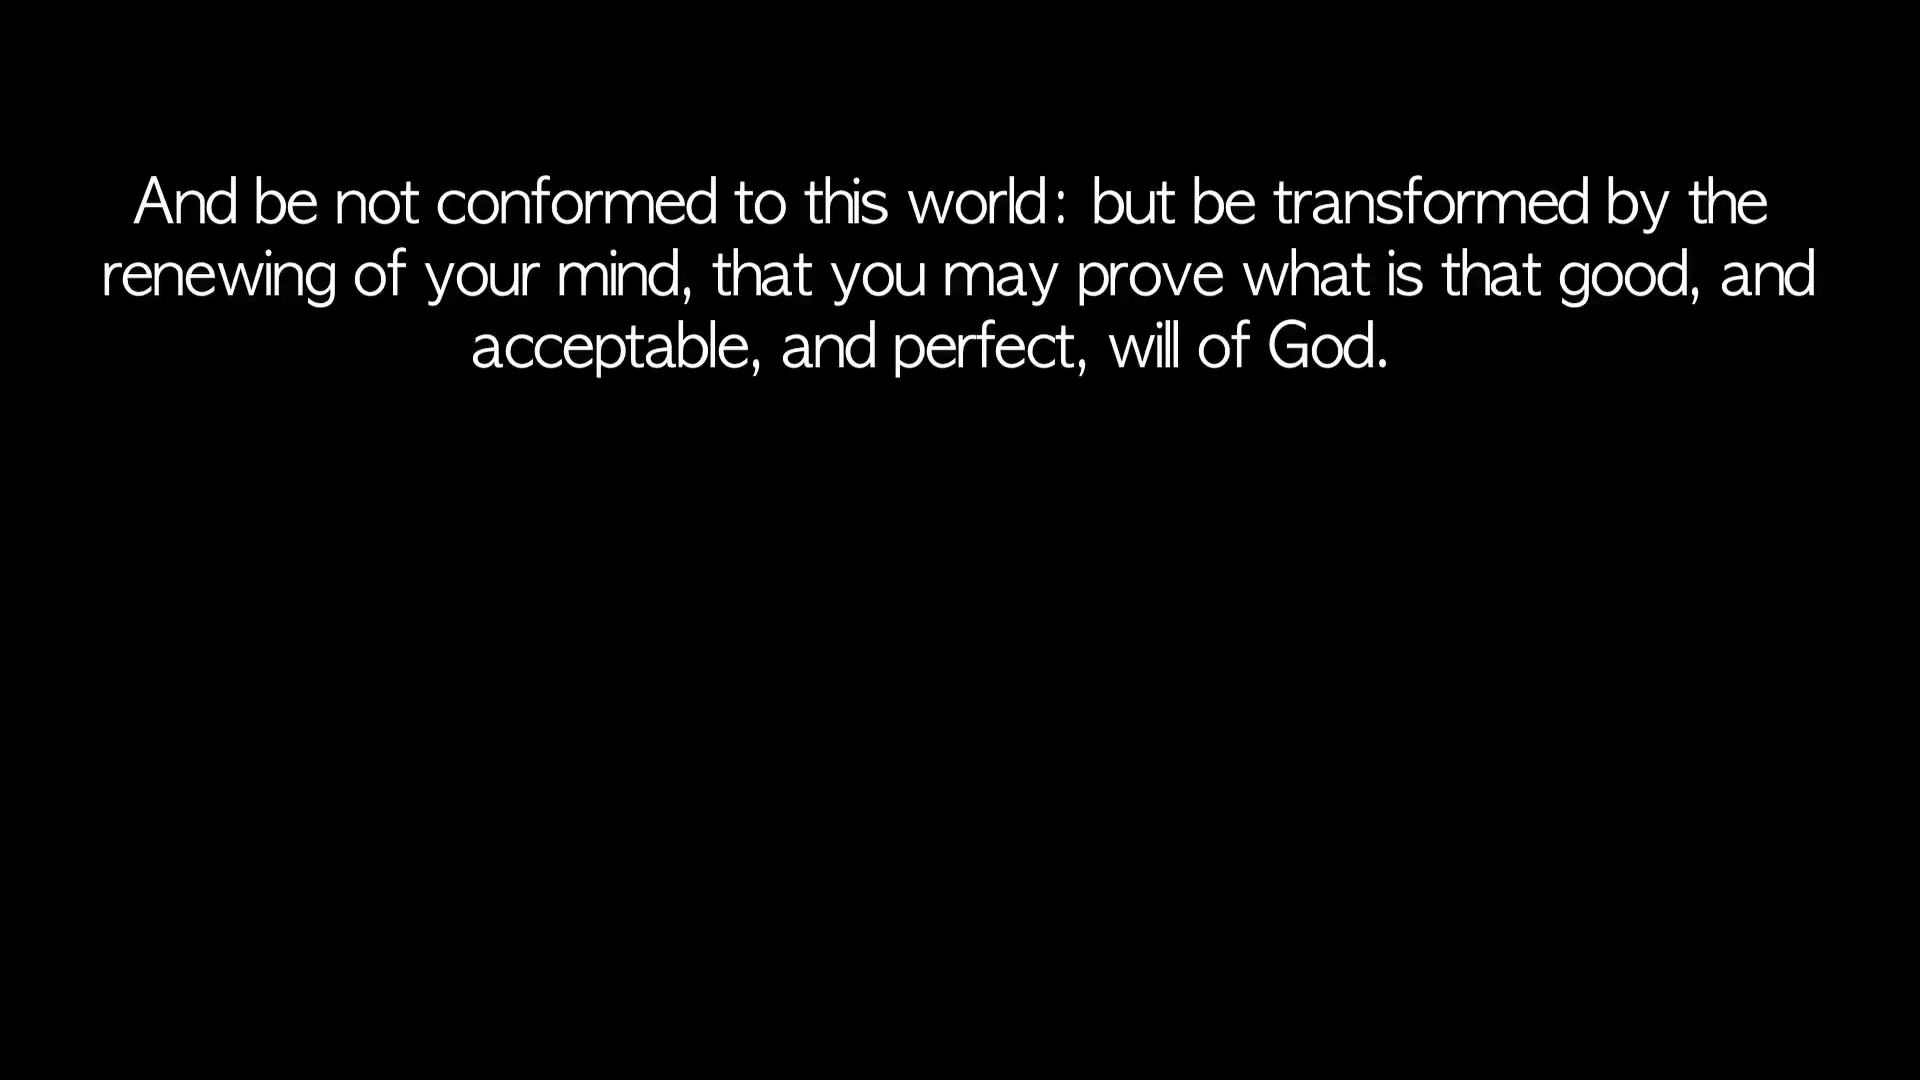 And be not conformed to this world: but be transformed by the
renewing of your mind, that you may prove what is that good, and
acceptable, and perfect, will of God.